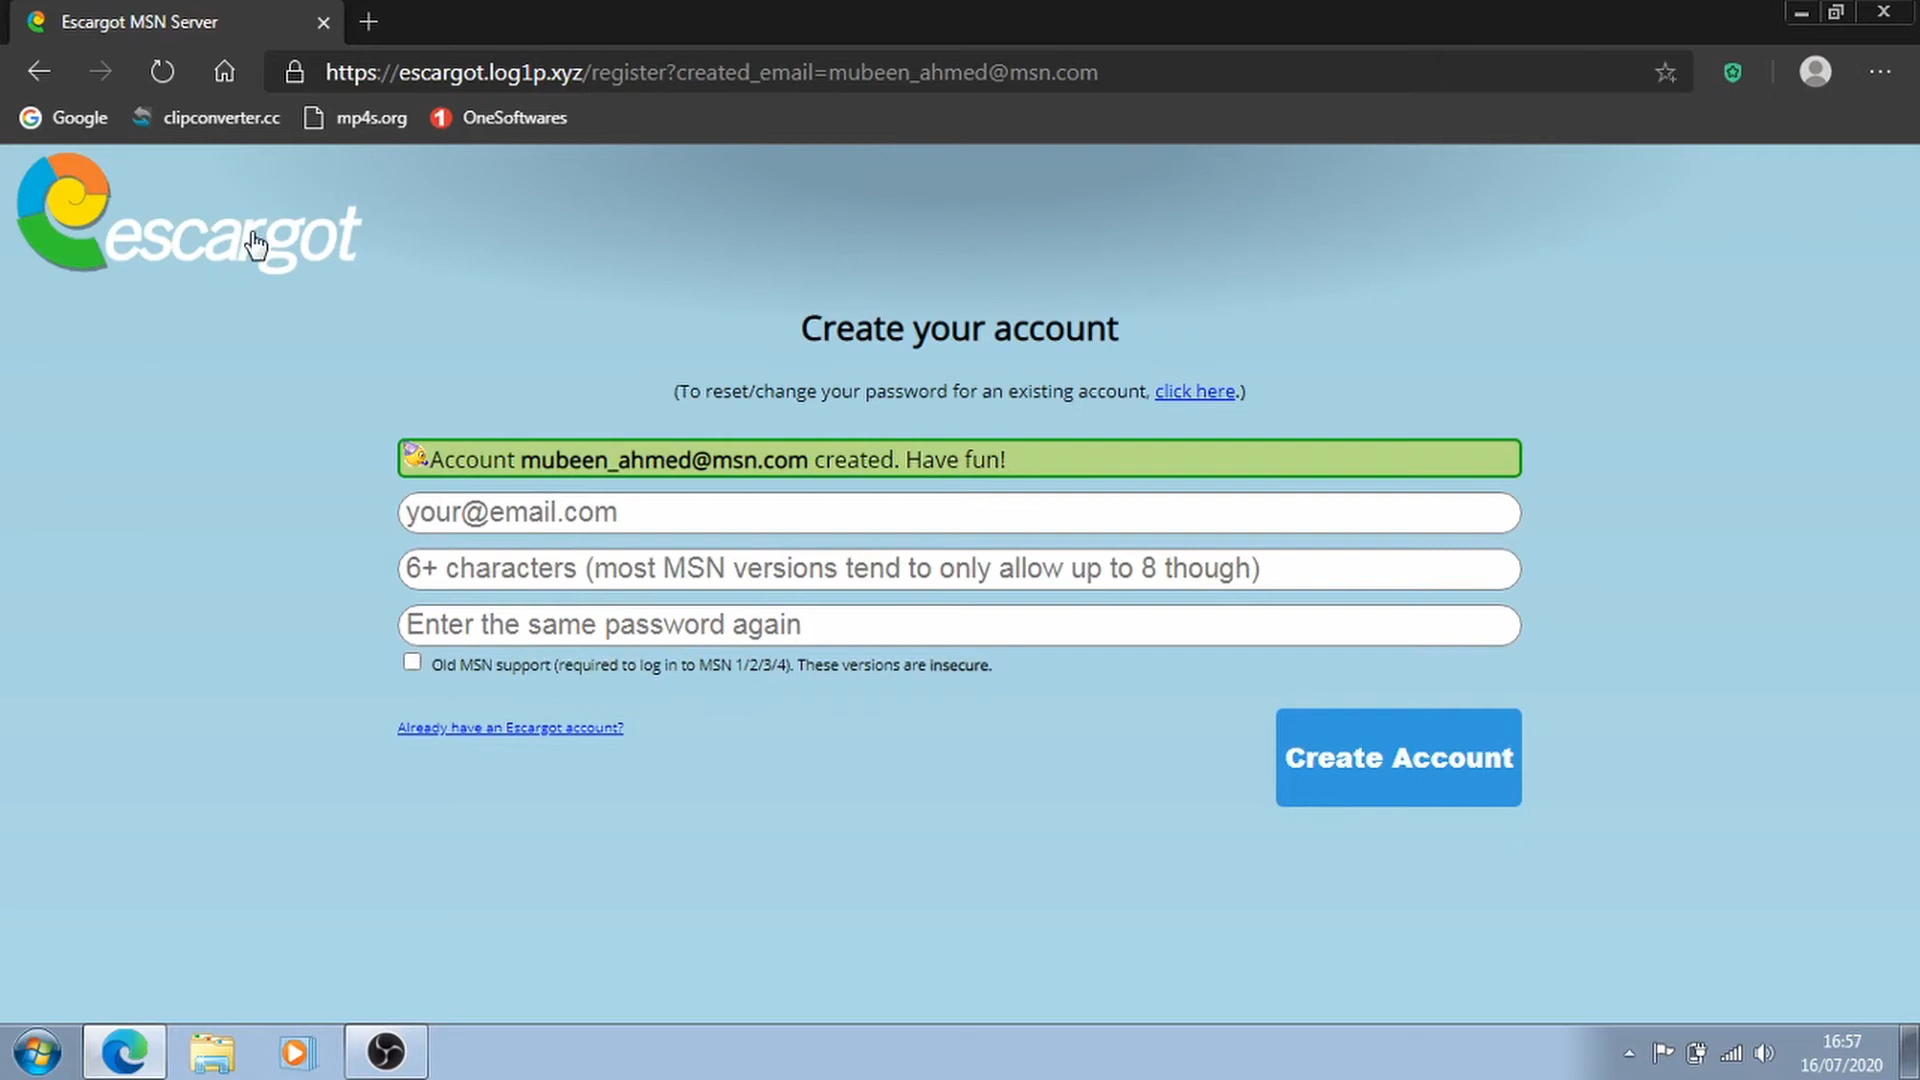 Escargot MSN Server
https://escargot.log1p.xyz/register?created_email=mubeen_ahmed@msn.com
Google clipconverter.cc mp4s.org 1 OneSoftwares
escargot
Create your account
(To reset/change your password for an existing account, click here.)
Account mubeen_ahmed@msn.com created. Have fun!
your@email.com
6+ characters (most MSN versions tend to only allow up to 8 though)
Enter the same password again
Old MSN support (required to log in to MSN 1/2/3/4). These versions are insecure.
Already have an Escargot account?
Create Account
16:57
16/07/2020